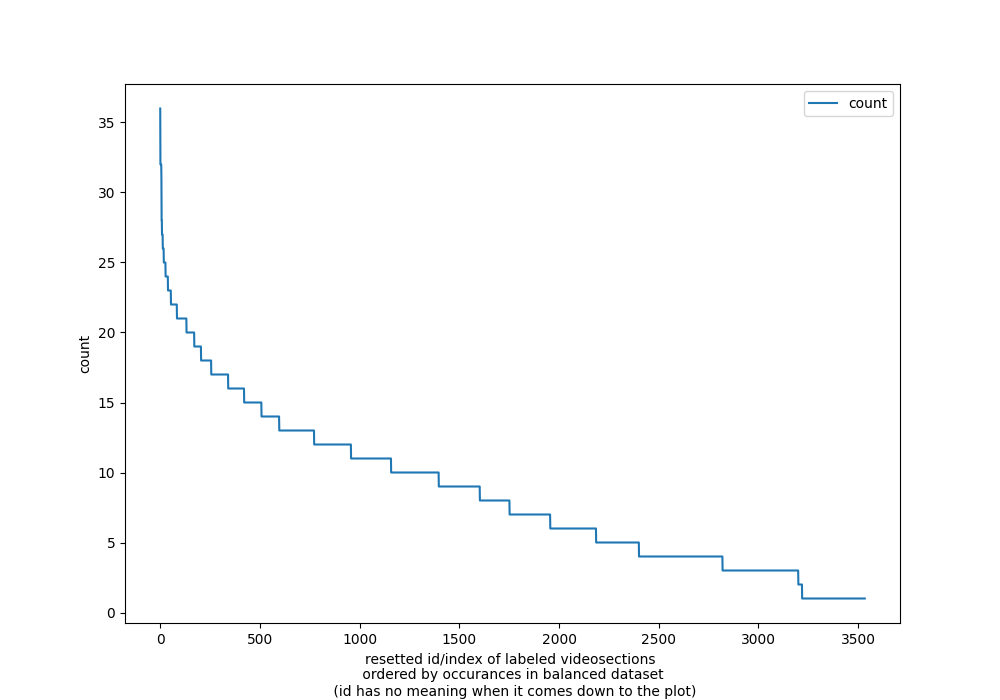 count
35
30
25
20
15
10
5
0
count
0 500 1000 1500 2000 2500 3000 3500
resetted id/index of labeled videosections
ordered by occurances in balanced dataset
(id has no meaning when it comes down to the plot)